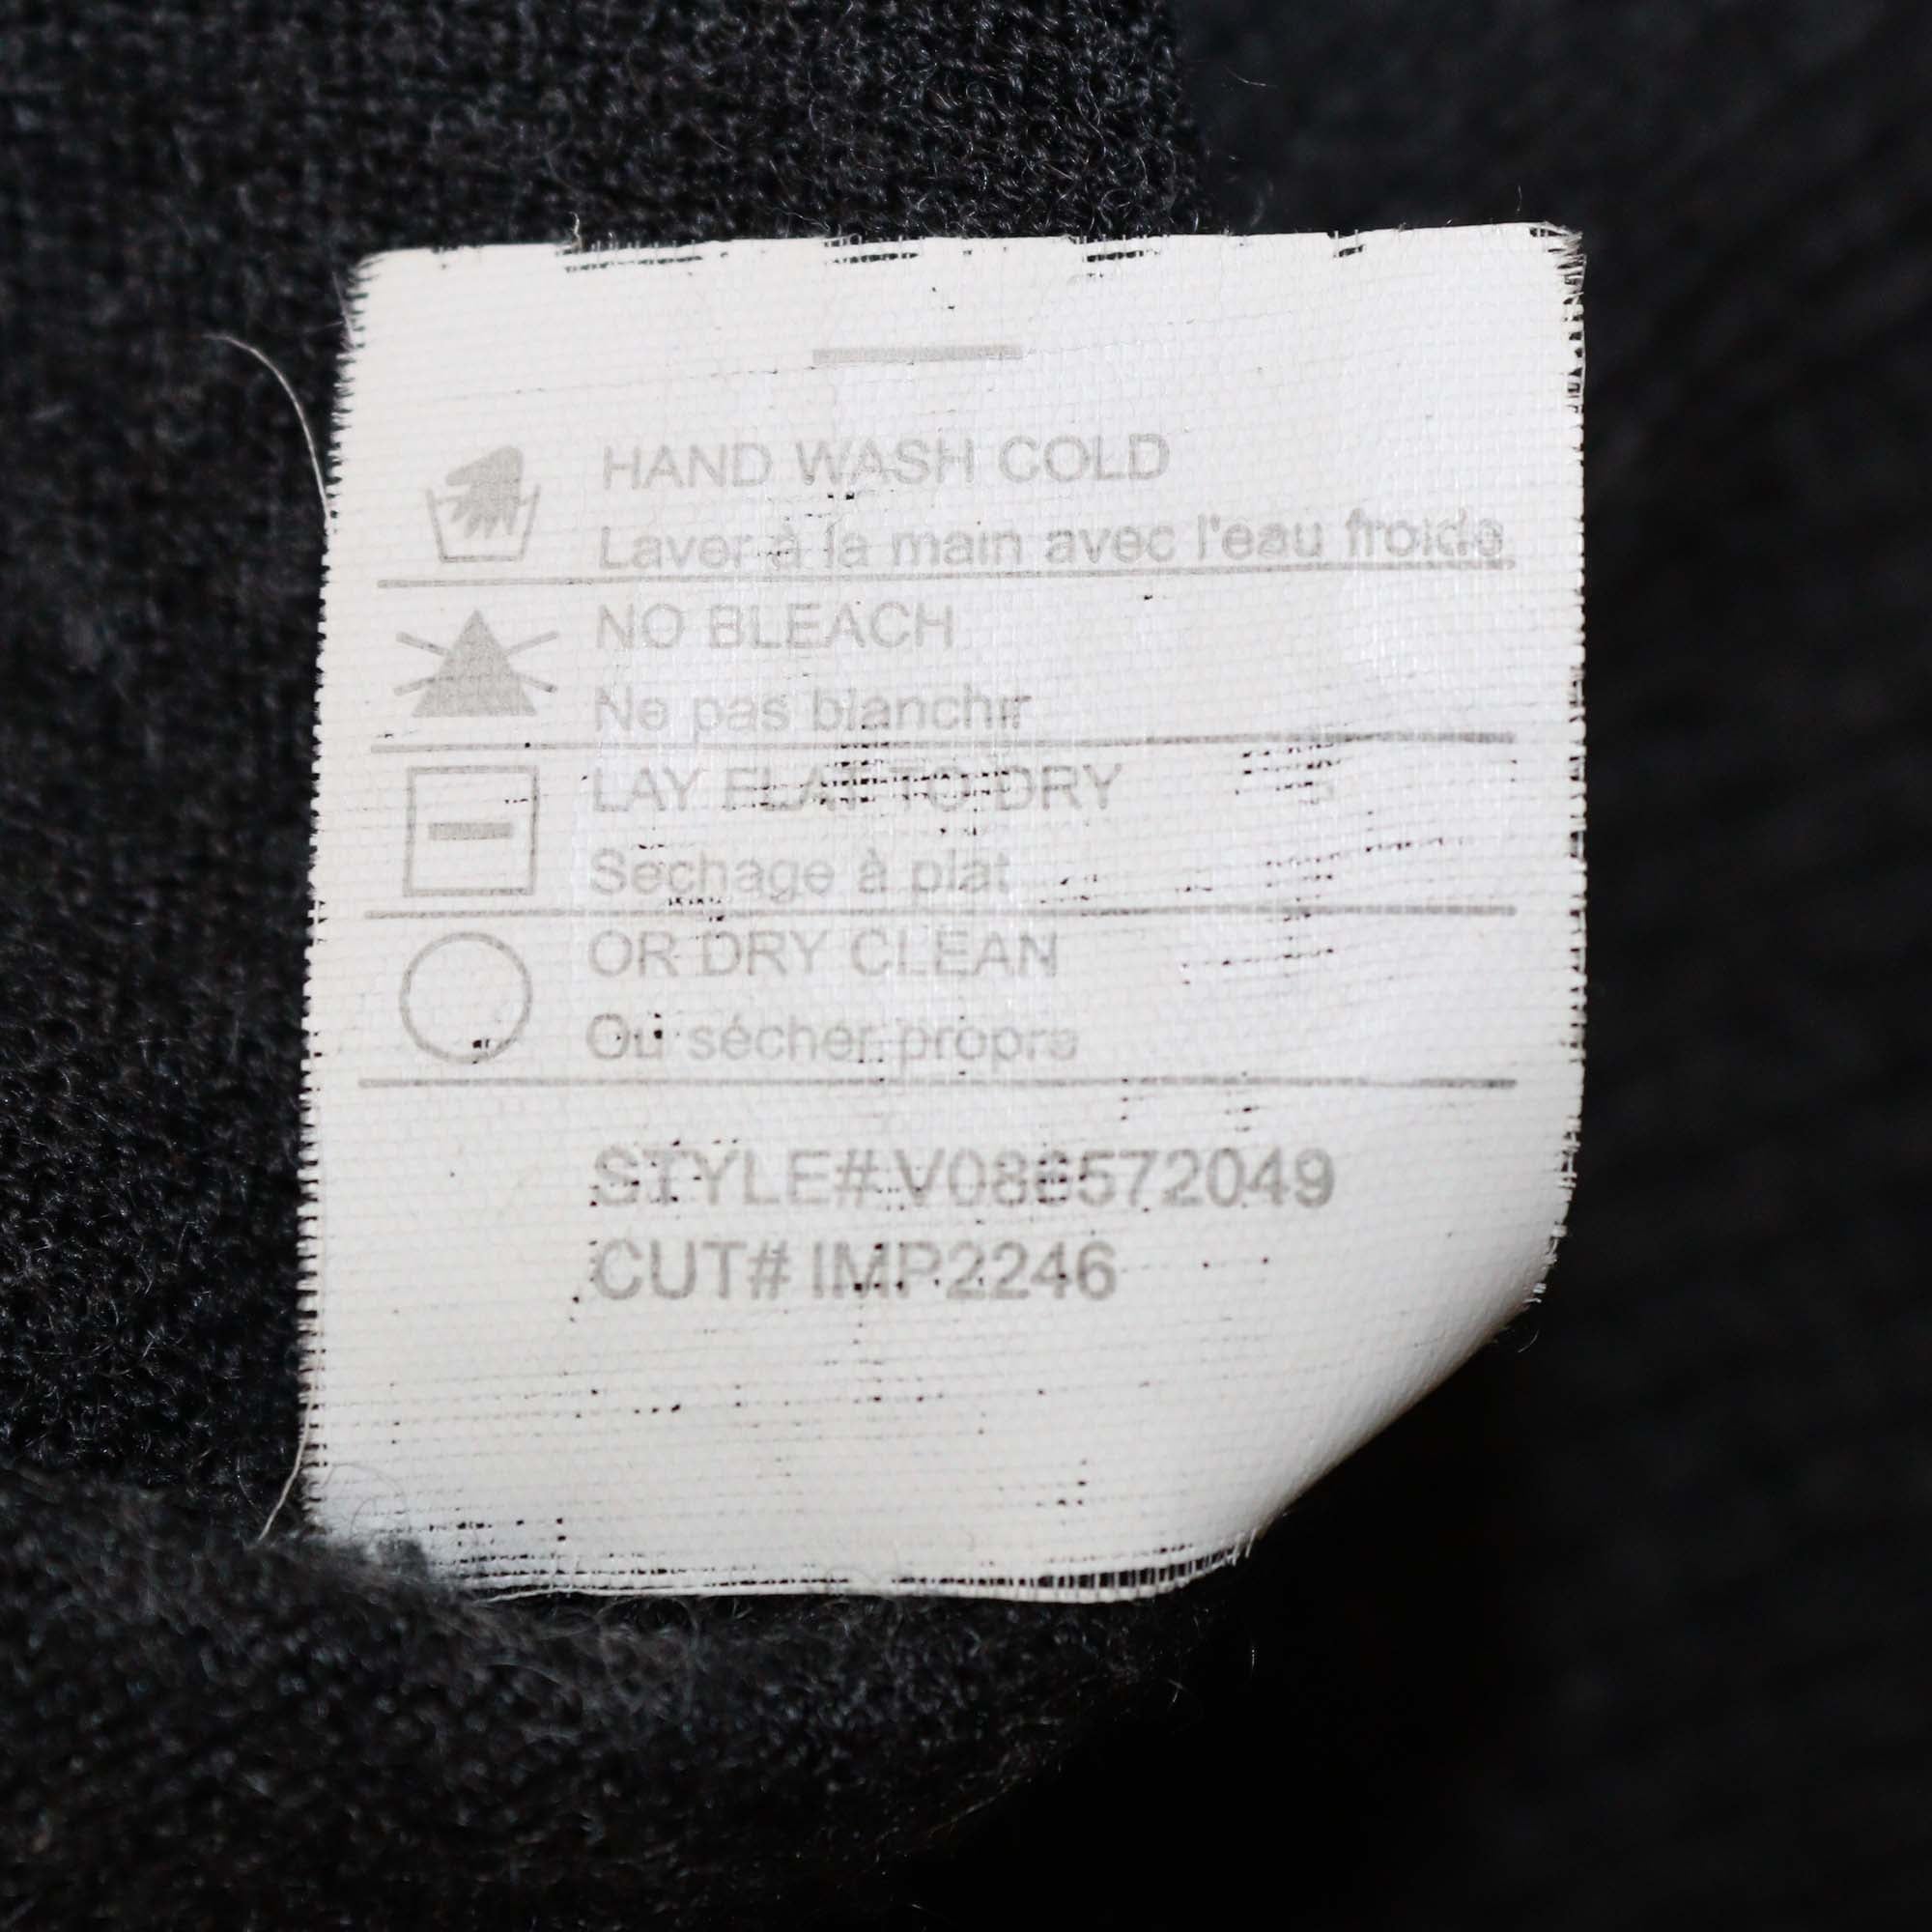 HAND WASH COLD
Laver à la main avec l'eau froide
NO BLEACH
Ne pas blanchir
LAY FLAT TO DRY
Sechage à plat
OR DRY CLEAN
Ou sécher propre
STYLE# V086572049
CUT# IMP2246